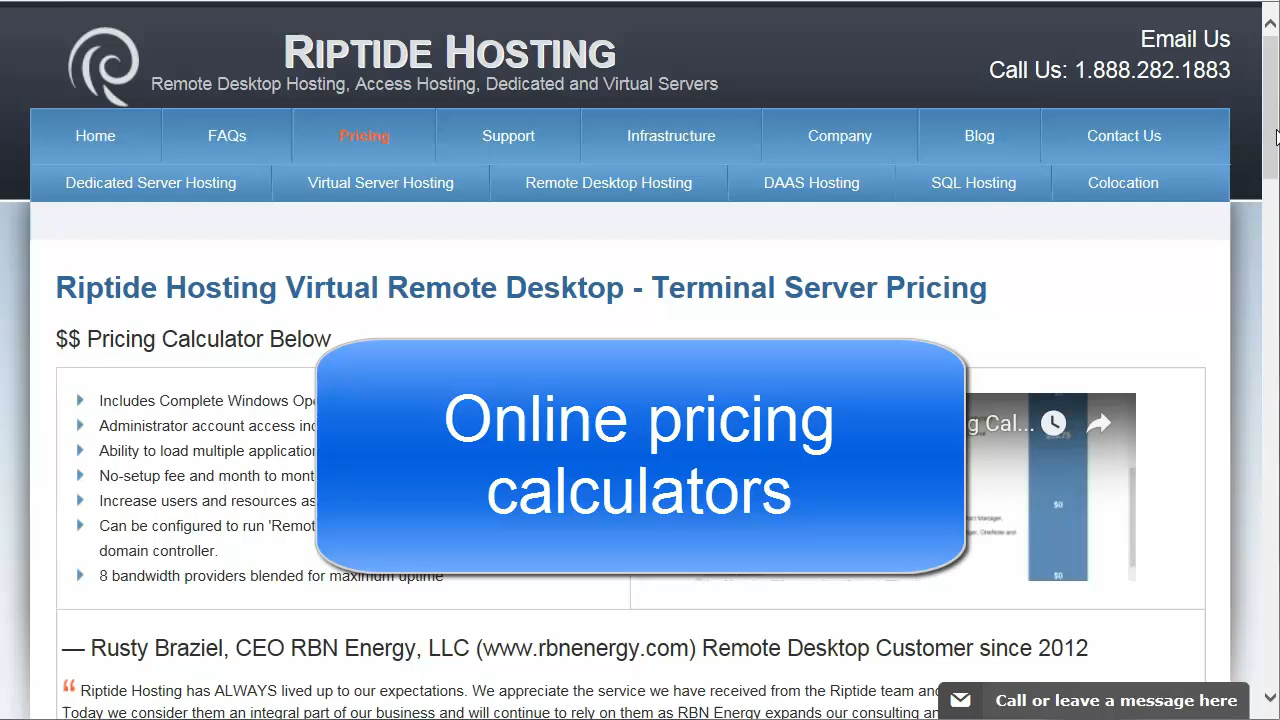 RIPTIDE HOSTING
Remote Desktop Hosting, Access Hosting, Dedicated and Virtual Servers
Email Us
Call Us: 1.888.282.1883
Home FAQs Pricing Support Infrastructure Company Blog Contact Us
Dedicated Server Hosting Virtual Server Hosting Remote Desktop Hosting DAAS Hosting SQL Hosting Colocation
Riptide Hosting Virtual Remote Desktop - Terminal Server Pricing
$$ Pricing Calculator Below
Includes Complete Windows
Administrator account access
Ability to load multiple
No-setup fee and month to
Increase users and resources as
Can be configured to run
domain controller.
8 bandwidth providers blended for maximum uptime
Online pricing
calculators
g Cal...
$0
$0
$0
— Rusty Braziel, CEO RBN Energy, LLC (www.rbnenergy.com) Remote Desktop Customer since 2012
“ Riptide Hosting has ALWAYS lived up to our expectations. We appreciate the service we have received from the Riptide team
Today we consider them an integral part of our business and will continue to rely on them as RBN Energy expands our consulting
Call or leave a message here